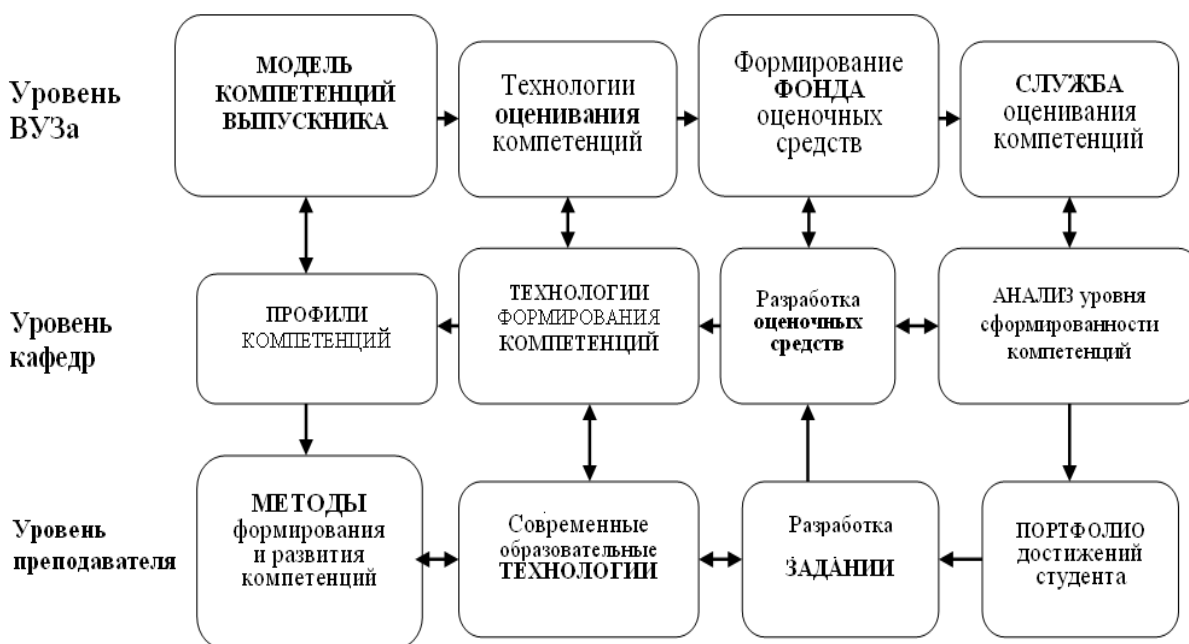 Уровень
ВУЗа
МОДЕЛЬ
КОМПЕТЕНЦИЙ
ВЫПУСКНИКА
Технологии
оценивания
компетенций
Формирование
ФОНДА
оценочных
средств
СЛУЖБА
оценивания
компетенций
Уровень
кафедр
ПРОФИЛИ
КОМПЕТЕНЦИЙ
ТЕХНОЛОГИИ
ФОРМИРОВАНИЯ
КОМПЕТЕНЦИЙ
Разработка
оценочных
средств
АНАЛИЗ уровня
сформированности
компетенций
Уровень
преподавателя
МЕТОДЫ
формирования
и развития
компетенций
Современные
образовательные
ТЕХНОЛОГИИ
Разработка
ЗАДАНИИ
ПОРТФОЛИО
достижений
студента